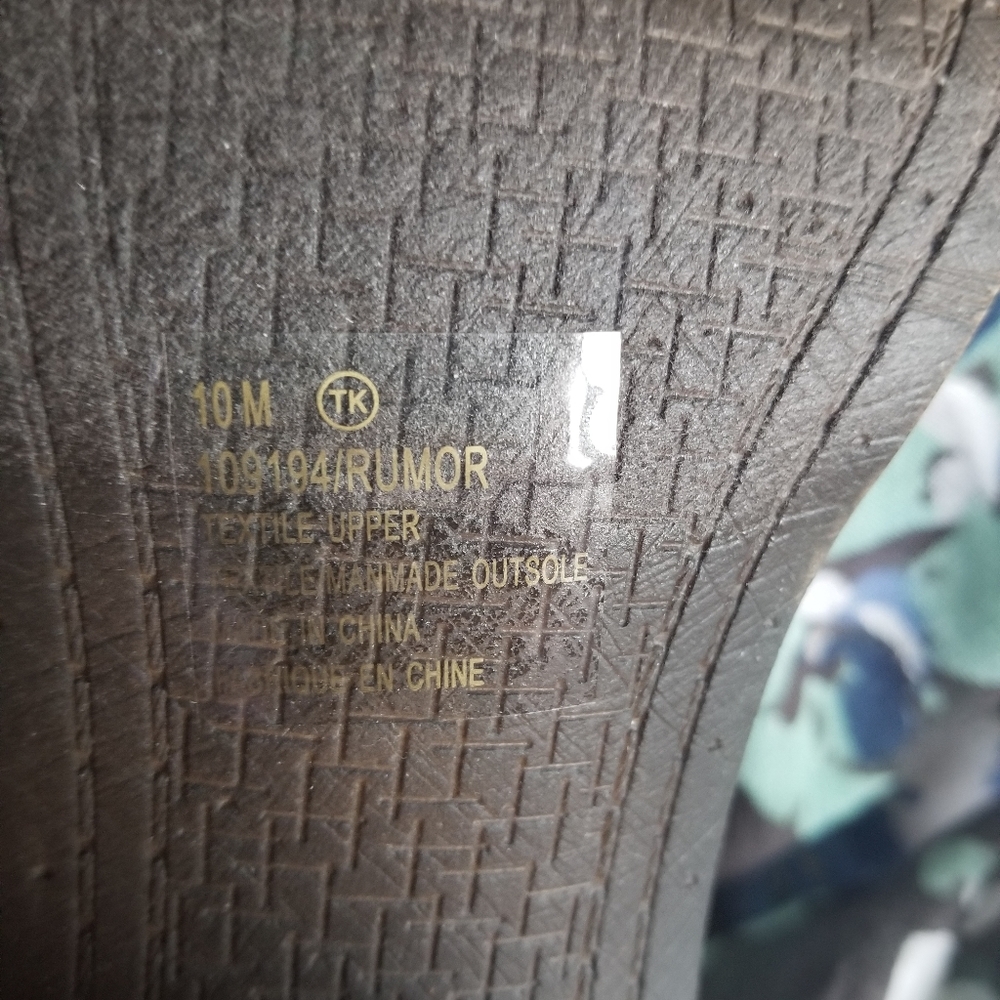 10 M TK
109194/RUMOR
TEXTILE UPPER
MANMADE OUTSOLE
IN CHINA
EN CHINE